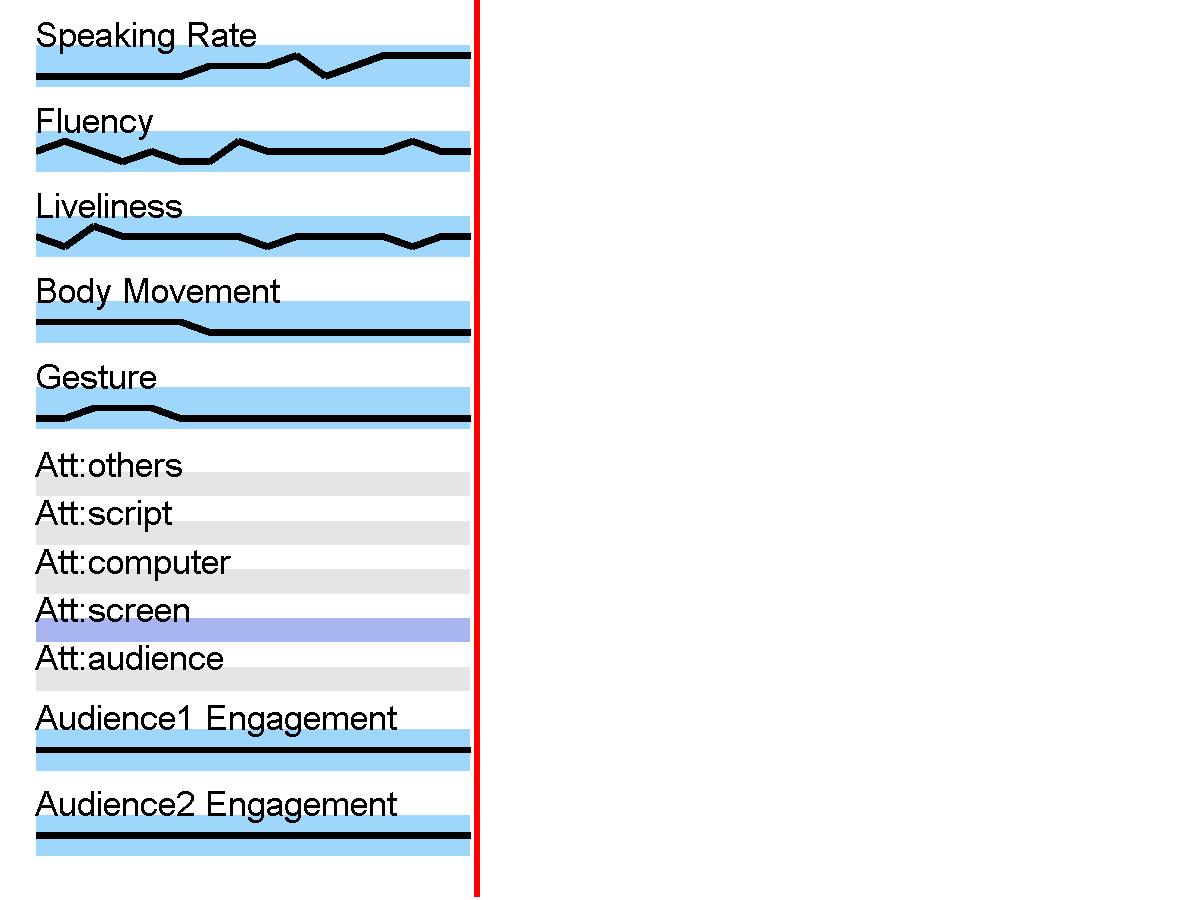 Speaking Rate
Fluency
Liveliness
Body Movement
Gesture
Att:others
Att:script
Att:computer
Att:screen
Att:audience
Audience1 Engagement
Audience2 Engagement